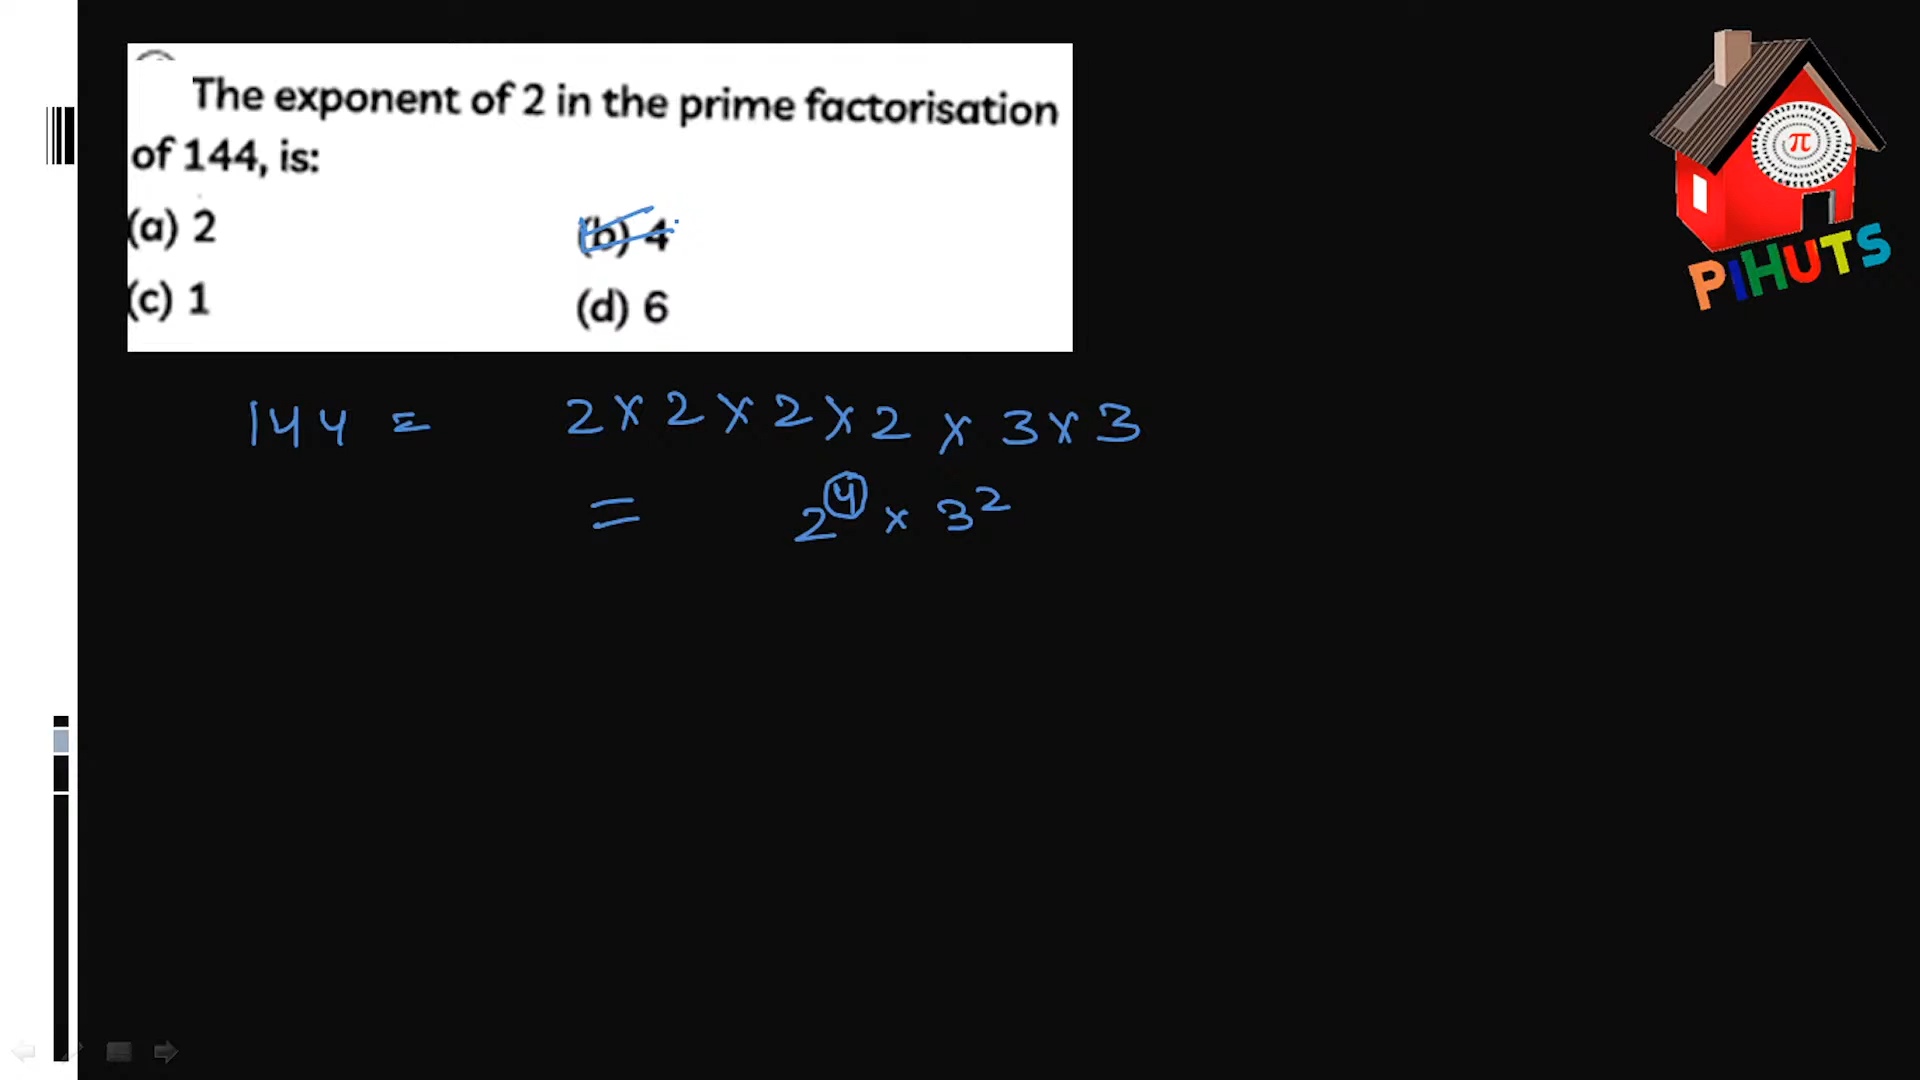 The exponent of 2 in the prime factorisation
of 144, is:
(a) 2
(b) 4
(c) 1
(d) 6
144 = 2 × 2 × 2 × 2 × 3 × 3
= 2⁴ × 3²
π
PIHUTS